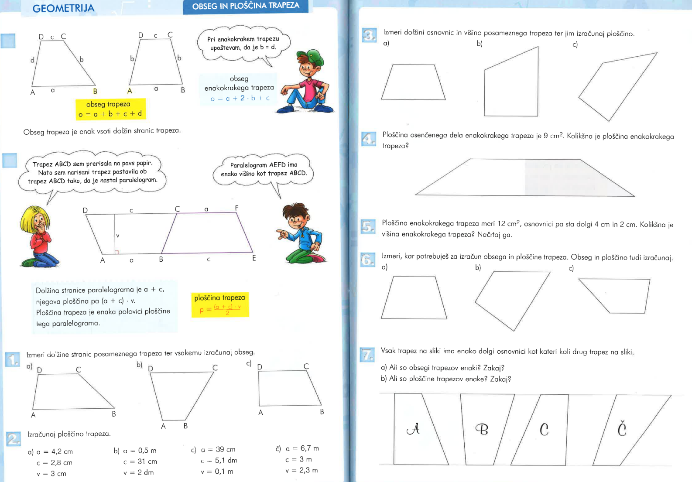 GEOMETRIJA
OBSEG IN PLOŠČINA TRAPEZA
D c C
d b
A a B
D c C
b b
A a B
Pri enakokrakem trapezu
upoštevam, da je b = d.
obseg trapeza
o = a + b + c + d
obseg
enakokrakega trapeza
o = a + 2 · b + c
Obseg trapeza je enak vsoti dolžin stranic trapeza.
Trapez ABCD sem prerisala na paus papir.
Nato sem narisani trapez postavila ob
trapez ABCD tako, da je nastal paralelogram.
Paralelogram AEFD ima
enako višino kot trapez ABCD.
D c C a F
v
A a B c E
Dolžina stranice paralelograma je a + c,
njegova ploščina pa (a + c) · v.
Ploščina trapeza je enaka polovici ploščine
tega paralelograma.
ploščina trapeza
1. Izmeri dolžine stranic posameznega trapeza ter vsakemu izračunaj obseg.
a) D C
A B
b) D C
A B
c) D C
A B
2. Izračunaj ploščino trapeza.
a) a = 4,2 cm
c = 2,8 cm
v = 3 cm
b) a = 0,5 m
c = 31 cm
v = 2 dm
c) a = 39 cm
c = 5,1 dm
v = 0,1 m
č) a = 6,7 m
c = 3 m
v = 2,3 m
3. Izmeri dolžini osnovnic in višino posameznega trapeza ter jim izračunaj ploščino.
a) b) c)
4. Ploščina osenčenega dela enakokrakega trapeza je 9 cm². Kolikšna je ploščina enakokrakega
trapeza?
5. Ploščina enakokrakega trapeza meri 12 cm², osnovnici pa sta dolgi 4 cm in 2 cm. Kolikšna je
višina enakokrakega trapeza? Načrtaj ga.
6. Izmeri, kar potrebuješ za izračun obsega in ploščine trapeza. Obseg in ploščino tudi izračunaj.
a) b) c)
7. Vsak trapez na sliki ima enako dolgi osnovnici kot kateri koli drug trapez na sliki.
a) Ali so obsegi trapezov enaki? Zakaj?
b) Ali so ploščine trapezov enake? Zakaj?
A B C Č